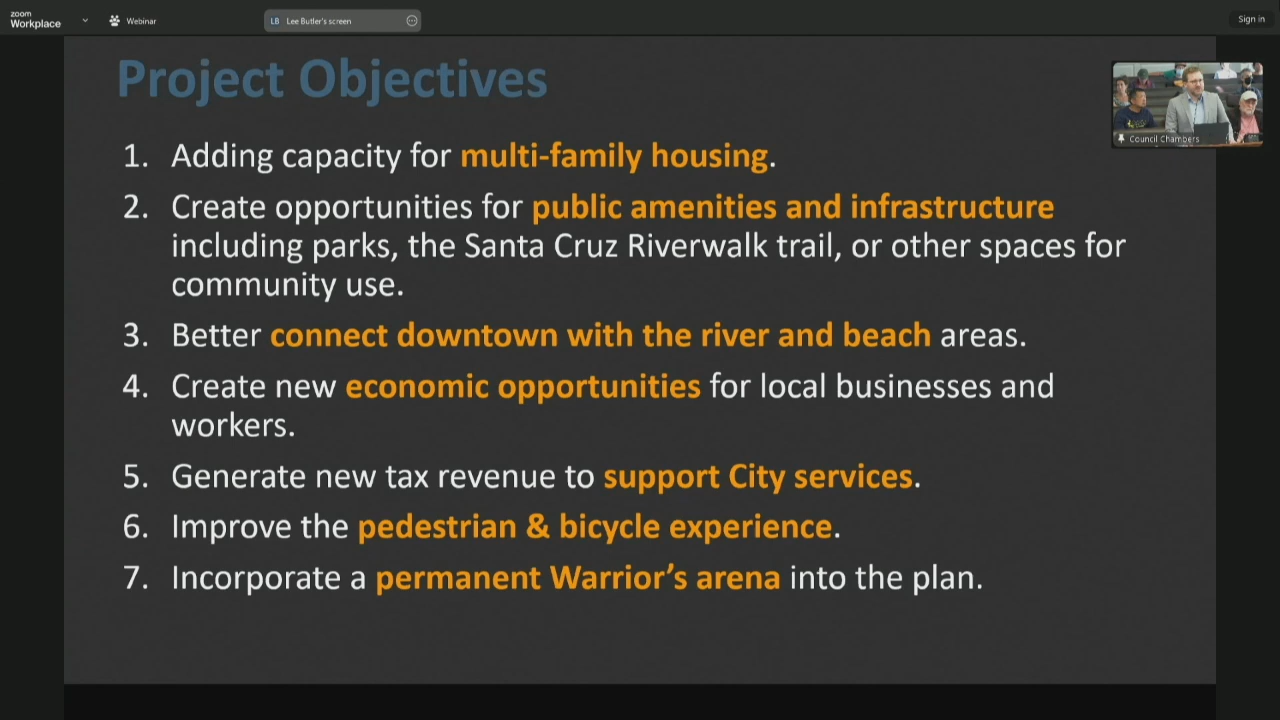 zoom
Workplace
Webinar
LB Lee Butler's screen
Sign in
Project Objectives
Council Chambers
1. Adding capacity for multi-family housing.
2. Create opportunities for public amenities and infrastructure
including parks, the Santa Cruz Riverwalk trail, or other spaces for
community use.
3. Better connect downtown with the river and beach areas.
4. Create new economic opportunities for local businesses and
workers.
5. Generate new tax revenue to support City services.
6. Improve the pedestrian & bicycle experience.
7. Incorporate a permanent Warrior’s arena into the plan.